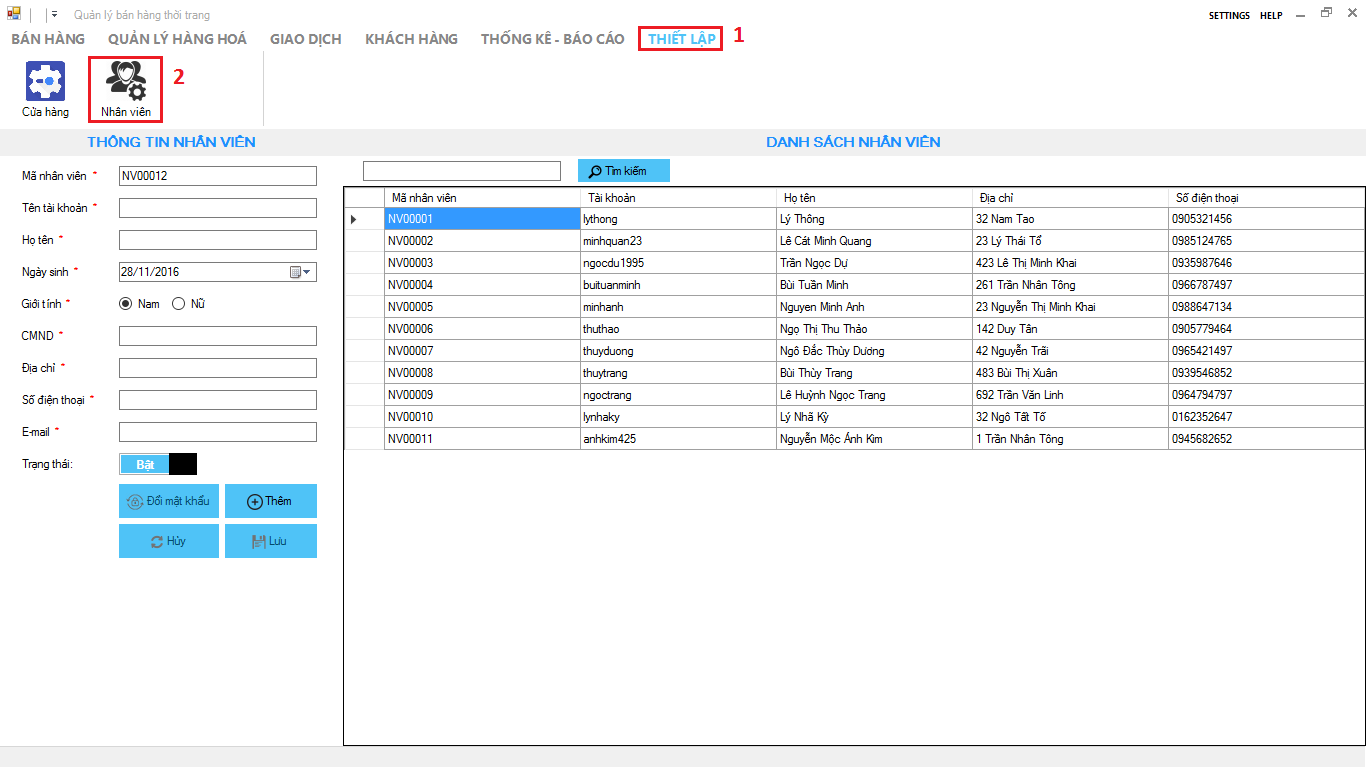 Quản lý bán hàng thời trang
SETTINGS HELP
BÁN HÀNG QUẢN LÝ HÀNG HOÁ GIAO DỊCH KHÁCH HÀNG THỐNG KÊ - BÁO CÁO THIẾT LẬP 1
2
Cửa hàng Nhân viên
THÔNG TIN NHÂN VIÊN DANH SÁCH NHÂN VIÊN
Mã nhân viên * NV00012
Tên tài khoản *
Họ tên *
Ngày sinh * 28/11/2016
Giới tính * Nam Nữ
CMND *
Địa chỉ *
Số điện thoại *
E-mail *
Trạng thái: Bật
Đổi mật khẩu Thêm
Hủy Lưu
Tìm kiếm
Mã nhân viên Tài khoản Họ tên Địa chỉ Số điện thoại
NV00001 lythong Lý Thông 32 Nam Tao 0905321456
NV00002 minhquan23 Lê Cát Minh Quang 23 Lý Thái Tổ 0985124765
NV00003 ngocdu1995 Trần Ngọc Dự 423 Lê Thị Minh Khai 0935987646
NV00004 buituanminh Bùi Tuấn Minh 261 Trần Nhân Tông 0966787497
NV00005 minhanh Nguyen Minh Anh 23 Nguyễn Thị Minh Khai 0988647134
NV00006 thuthao Ngọ Thị Thu Thảo 142 Duy Tân 0905779464
NV00007 thuyduong Ngô Đắc Thùy Dương 42 Nguyễn Trãi 0965421497
NV00008 thuytrang Bùi Thùy Trang 483 Bùi Thị Xuân 0939546852
NV00009 ngoctrang Lê Huỳnh Ngọc Trang 692 Trần Văn Linh 0964794797
NV00010 lynhaky Lý Nhã Kỳ 32 Ngô Tất Tố 0162352647
NV00011 anhkim425 Nguyễn Mộc Ánh Kim 1 Trần Nhân Tông 0945682652